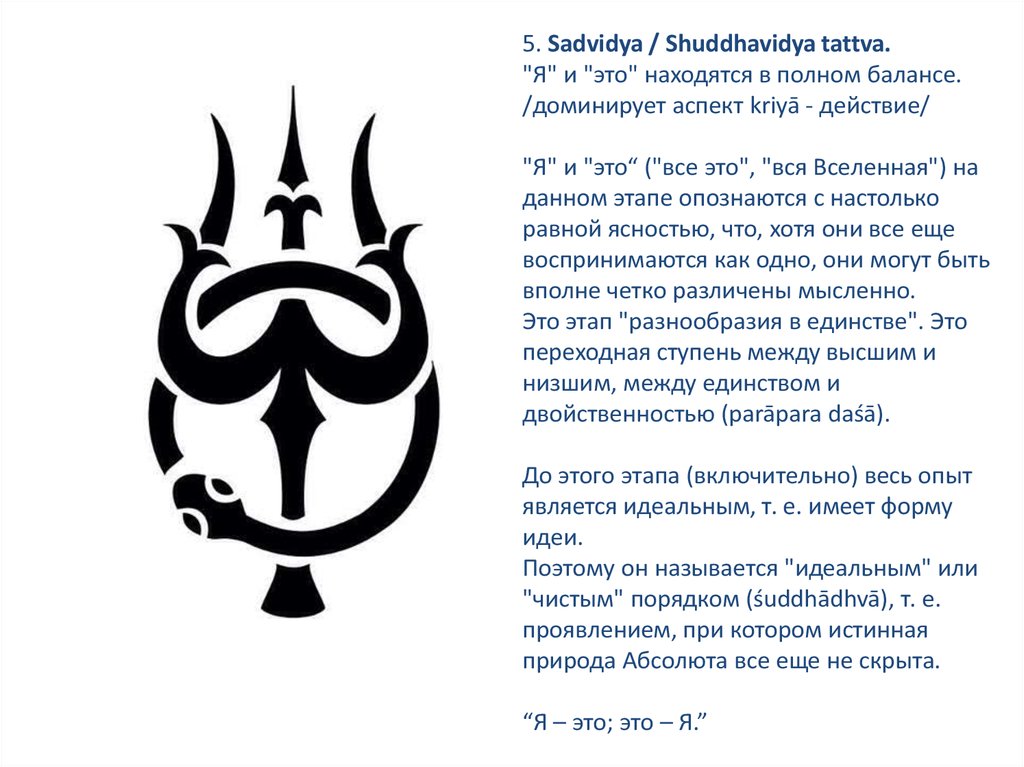 5. Sadvidya / Shuddhavidya tattva.
"Я" и "это" находятся в полном балансе.
/доминирует аспект kriyā - действие/
"Я" и "это“ ("все это", "вся Вселенная") на
данном этапе опознаются с настолько
равной ясностью, что, хотя они все еще
воспринимаются как одно, они могут быть
вполне четко различены мысленно.
Это этап "разнообразия в единстве". Это
переходная ступень между высшим и
низшим, между единством и
двойственностью (parāpara daśā).
До этого этапа (включительно) весь опыт
является идеальным, т. е. имеет форму
идеи.
Поэтому он называется "идеальным" или
"чистым" порядком (śuddhādhvā), т. е.
проявлением, при котором истинная
природа Абсолюта все еще не скрыта.
“Я – это; это – Я.”